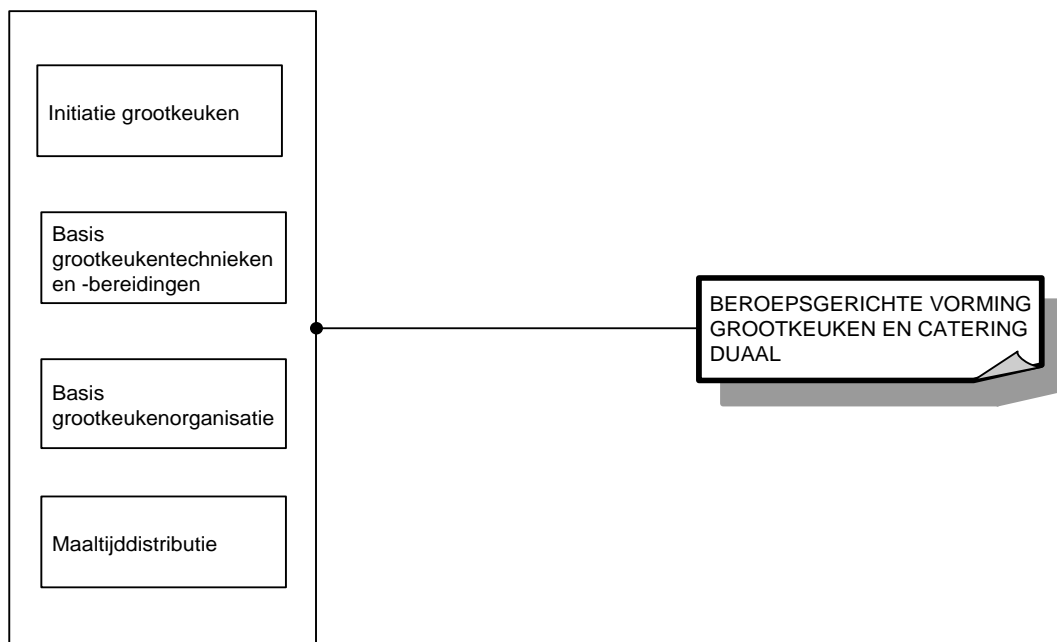 Initiatie grootkeuken
Basis
grootkeukentechnieken
en -bereidingen
Basis
grootkeukenorganisatie
Maaltijddistributie
BEROEPSGERICHTE VORMING
GROOTKEUKEN EN CATERING
DUAAL